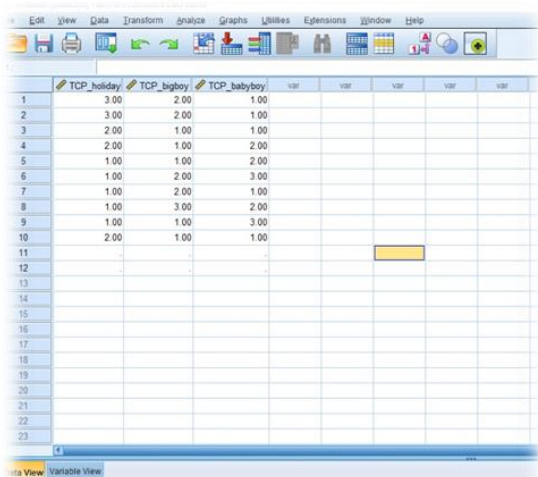 Edit View Data Transform Analyze Graphs Utilities Extensions Window Help
TCP_holiday TCP_bigboy TCP_babyboy var var var var var
1 3.00 2.00 1.00
2 3.00 2.00 1.00
3 2.00 1.00 1.00
4 2.00 1.00 2.00
5 1.00 1.00 2.00
6 1.00 2.00 3.00
7 1.00 2.00 1.00
8 1.00 3.00 2.00
9 1.00 1.00 3.00
10 2.00 1.00 1.00
11 . . .
12 . . .
13
14
15
16
17
18
19
20
21
22
23
View Variable View